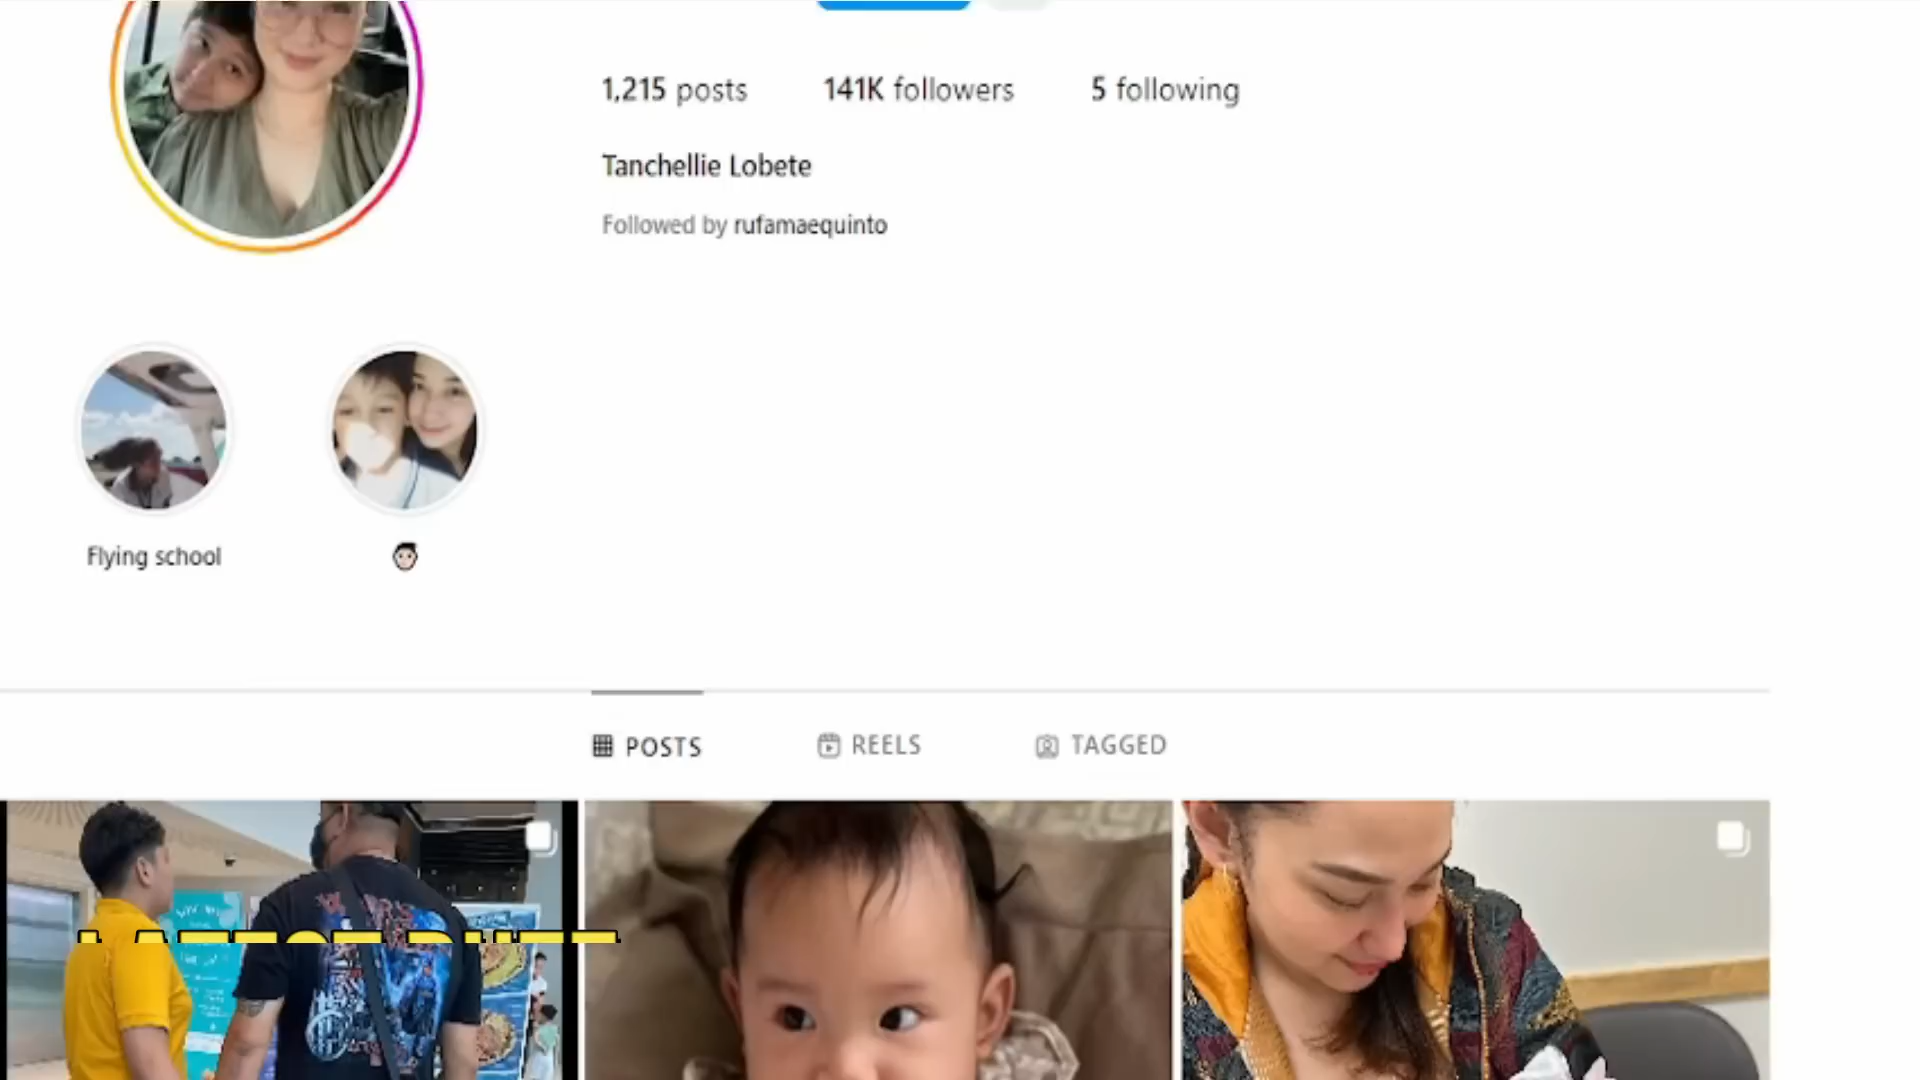 1,215 posts 141K followers 5 following
Tanchellie Lobete
Followed by rufamaequinto
Flying school
POSTS REELS TAGGED